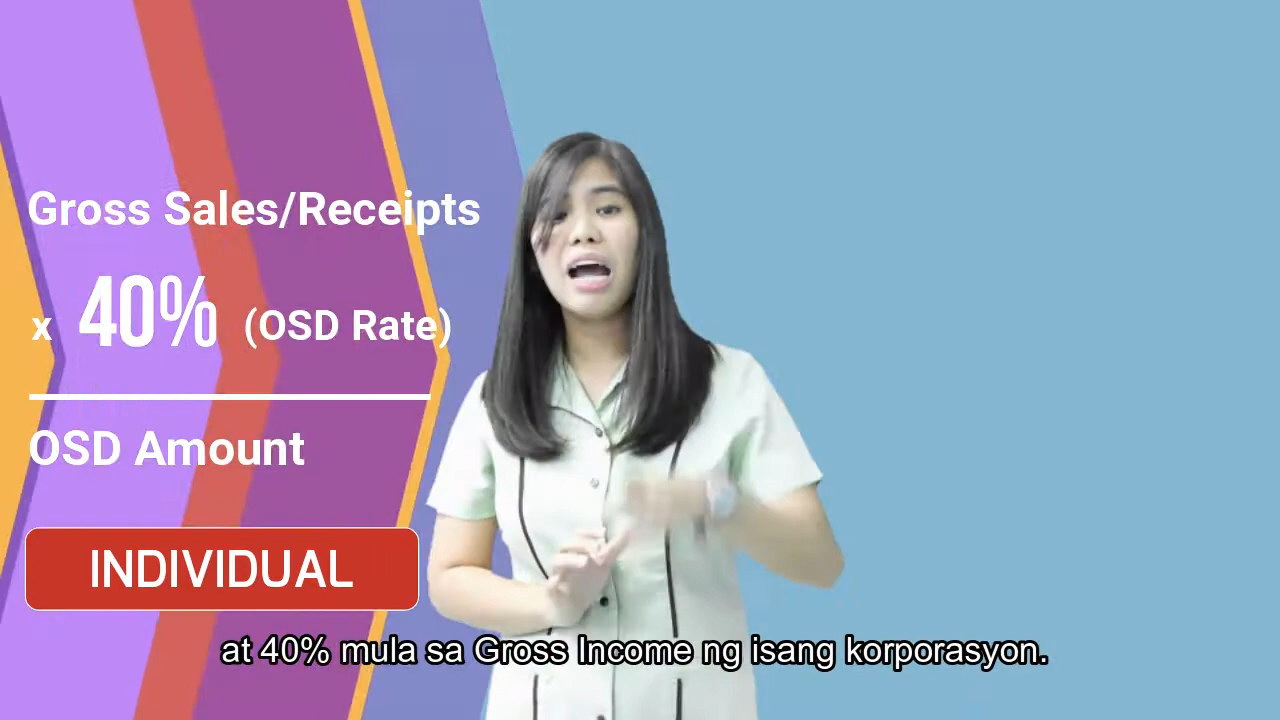 Gross Sales/Receipts
x 40% (OSD Rate)
OSD Amount
INDIVIDUAL
at 40% mula sa Gross Income ng isang korporasyon.